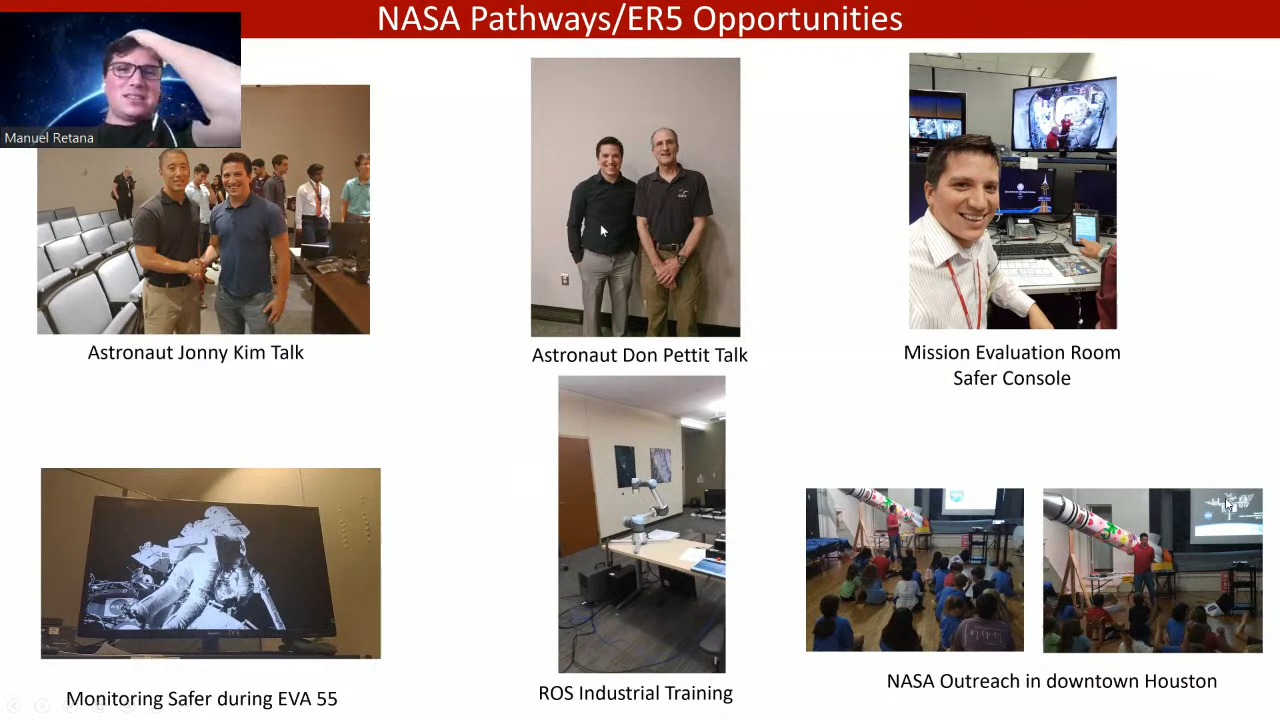 NASA Pathways/ER5 Opportunities
Manuel Retana
Astronaut Jonny Kim Talk
Astronaut Don Pettit Talk
Mission Evaluation Room
Safer Console
Monitoring Safer during EVA 55
ROS Industrial Training
NASA Outreach in downtown Houston